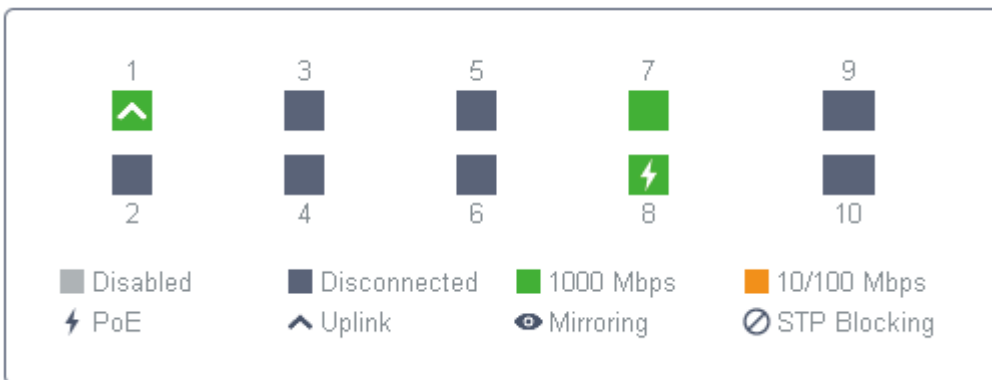 1 3 5 7 9
2 4 6 8 10
Disabled Disconnected 1000 Mbps 10/100 Mbps
PoE Uplink Mirroring STP Blocking